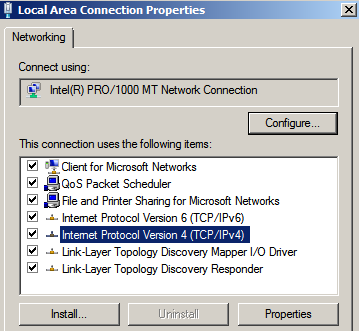 Local Area Connection Properties
Networking
Connect using:
Intel(R) PRO/1000 MT Network Connection
Configure...
This connection uses the following items:
Client for Microsoft Networks
QoS Packet Scheduler
File and Printer Sharing for Microsoft Networks
Internet Protocol Version 6 (TCP/IPv6)
Internet Protocol Version 4 (TCP/IPv4)
Link-Layer Topology Discovery Mapper I/O Driver
Link-Layer Topology Discovery Responder
Install...
Uninstall
Properties